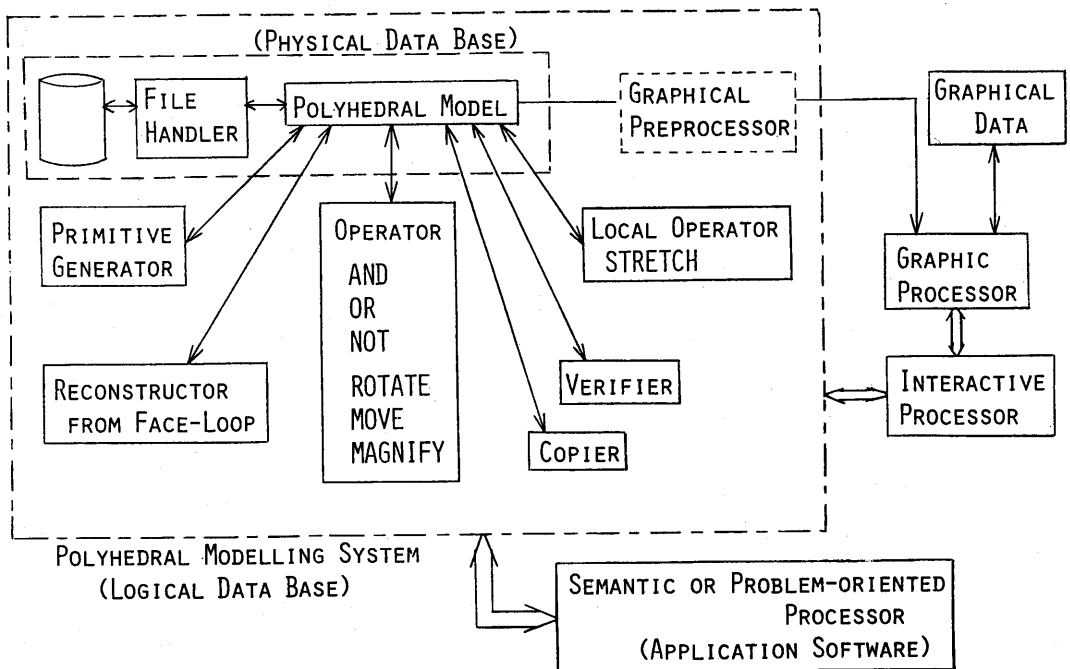 (PHYSICAL DATA BASE)
FILE
HANDLER
POLYHEDRAL MODEL
GRAPHICAL
PREPROCESSOR
GRAPHICAL
DATA
PRIMITIVE
GENERATOR
OPERATOR
AND
OR
NOT
ROTATE
MOVE
MAGNIFY
LOCAL OPERATOR
STRETCH
GRAPHIC
PROCESSOR
RECONSTRUCTOR
FROM FACE-LOOP
VERIFIER
COPIER
INTERACTIVE
PROCESSOR
POLYHEDRAL MODELLING SYSTEM
(LOGICAL DATA BASE)
SEMANTIC OR PROBLEM-ORIENTED
PROCESSOR
(APPLICATION SOFTWARE)